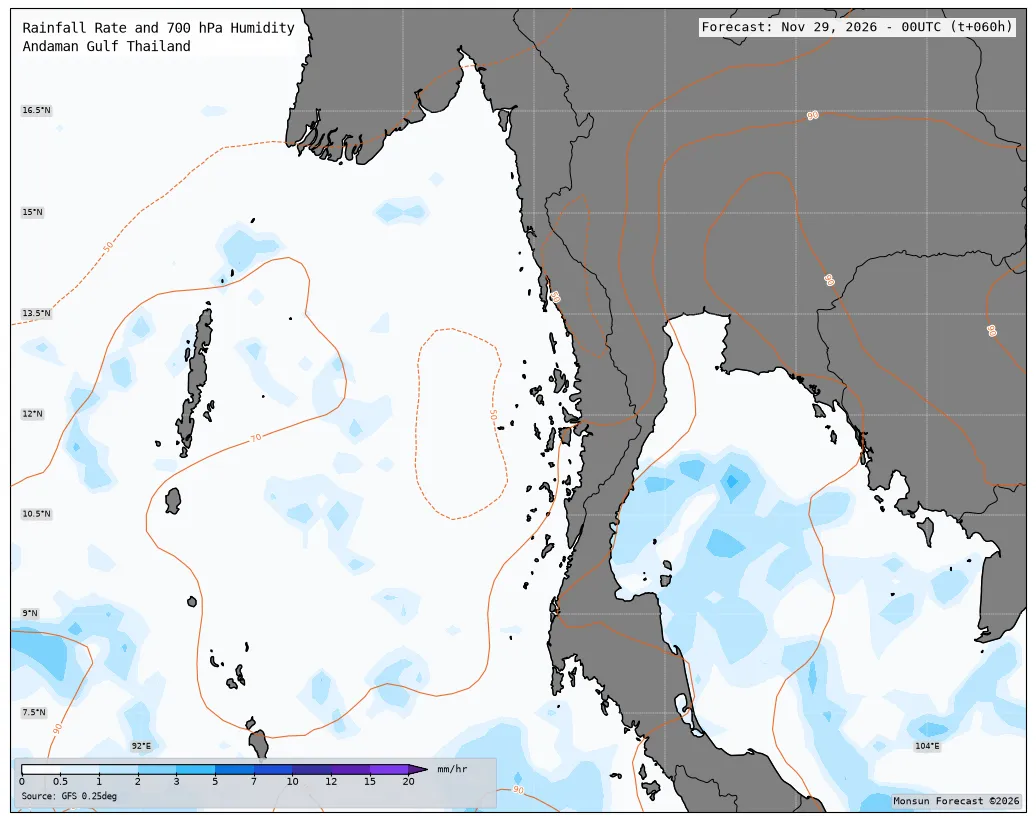 Rainfall Rate and 700 hPa Humidity
Andaman Gulf Thailand
Forecast: Nov 29, 2026 - 00UTC (t+060h)
16.5°N
90
15°N
50
90
80
13.5°N
90
50
12°N
70
10.5°N
9°N
7.5°N
90
92°E
104°E
mm/hr
0 0.5 1 2 3 5 7 10 12 15 20
90
Source: GFS 0.25deg
Monsun Forecast ©2026